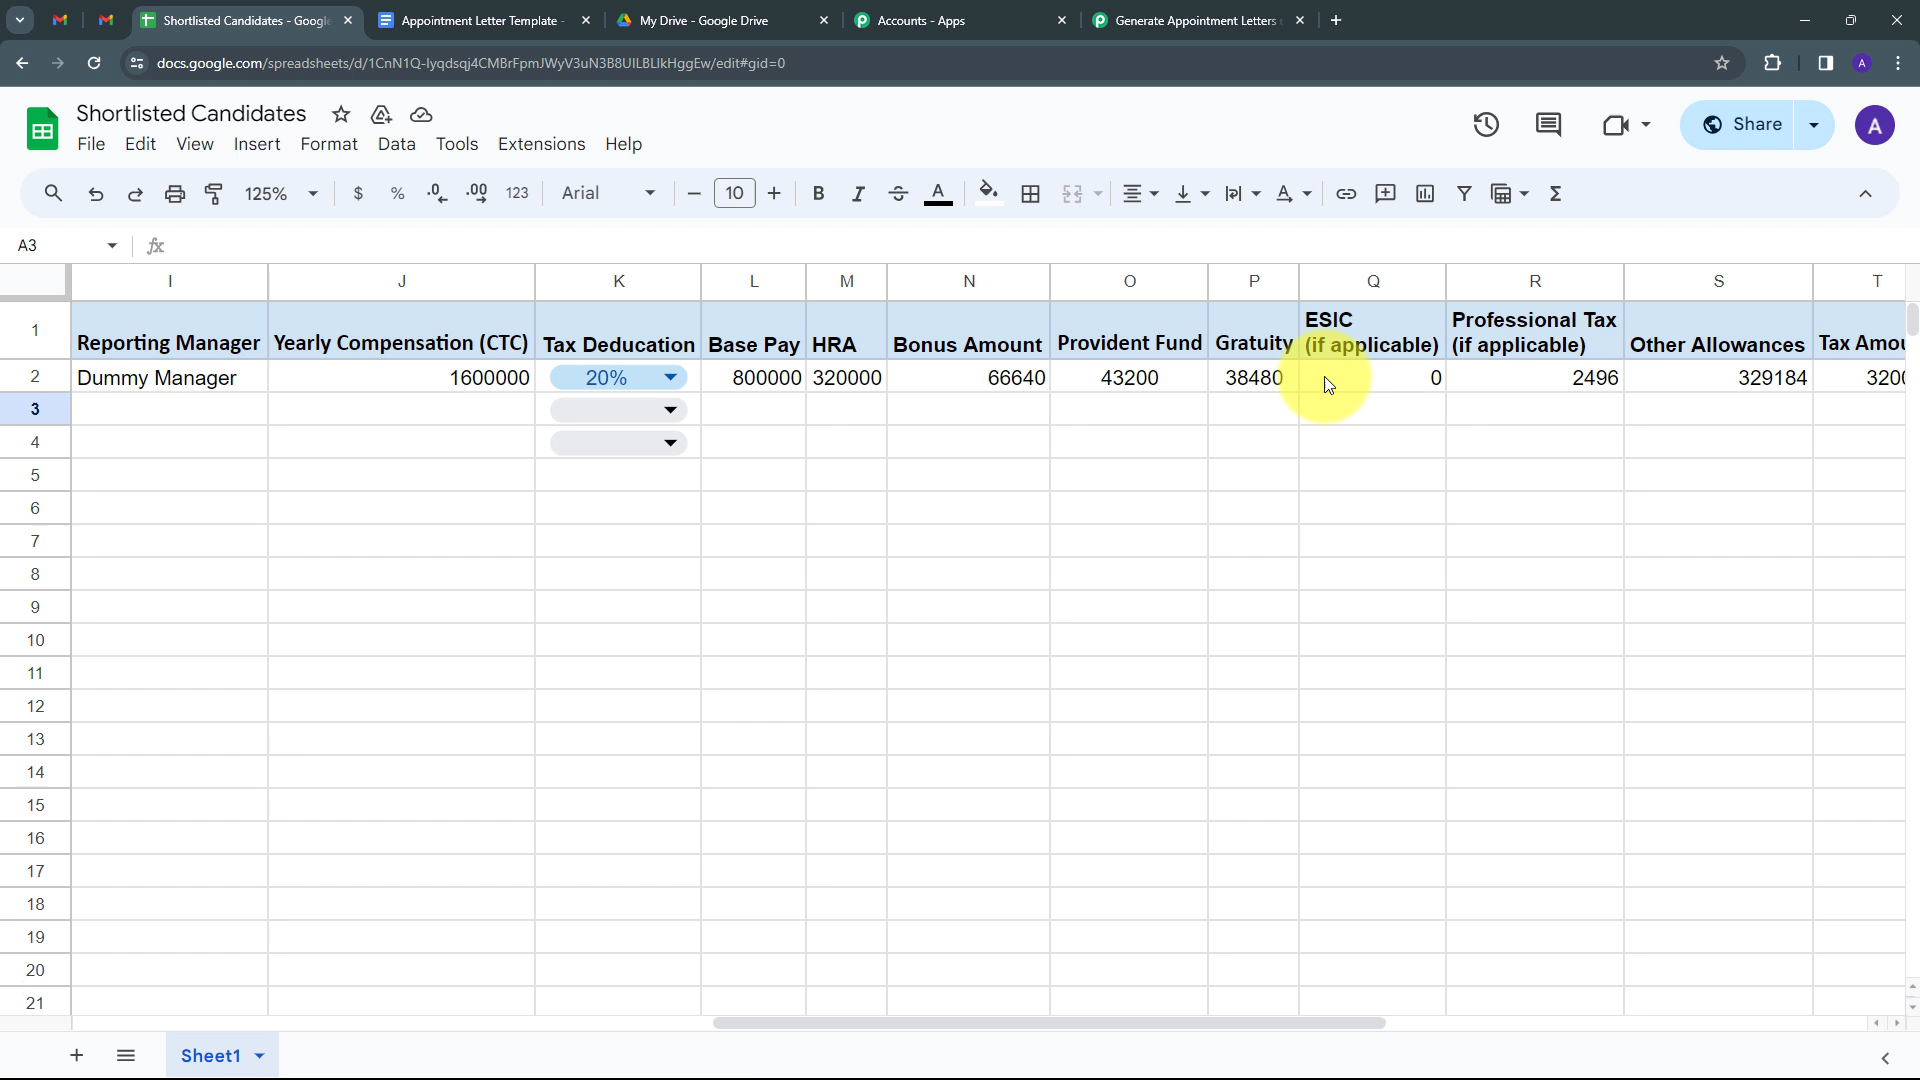 Shortlisted Candidates - Google
Appointment Letter Template -
My Drive - Google Drive
Accounts - Apps
Generate Appointment Letters
docs.google.com/spreadsheets/d/1CnN1Q-lyqdsqj4CMBrFpmJWyV3uN3B8UILBLlkHggEw/edit#gid=0
A
Shortlisted Candidates
File Edit View Insert Format Data Tools Extensions Help
Share
A
125% $ % .0 .00 123 Arial 10 B I A
A3
fx
I J K L M N O P Q R S T
1 Reporting Manager Yearly Compensation (CTC) Tax Deducation Base Pay HRA Bonus Amount Provident Fund Gratuity ESIC (if applicable) Professional Tax (if applicable) Other Allowances Tax Amou
2 Dummy Manager 1600000 20% 800000 320000 66640 43200 38480 0 2496 329184 3200
3
4
5
6
7
8
9
10
11
12
13
14
15
16
17
18
19
20
21
Sheet1